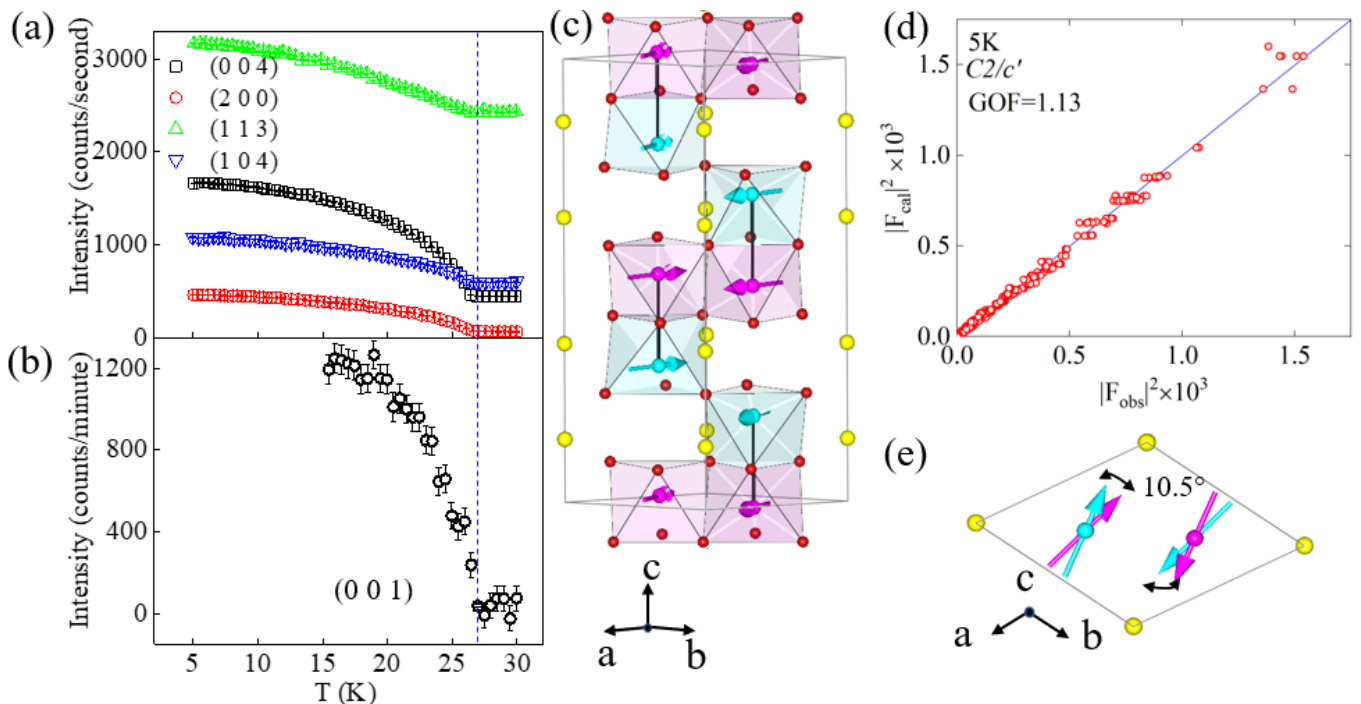 (a)
Intensity (counts/second)
3000
2000
1000
0
(0 0 4)
(2 0 0)
(1 1 3)
(1 0 4)
(b)
Intensity (counts/minute)
1200
800
400
0
(0 0 1)
5 10 15 20 25 30
T (K)
(c)
c
a b
(d)
5K
C2/c'
GOF=1.13
|F_cal|² ×10³
1.5
1.0
0.5
0.0
0.0 0.5 1.0 1.5
|F_obs|²×10³
(e)
10.5°
c
a b